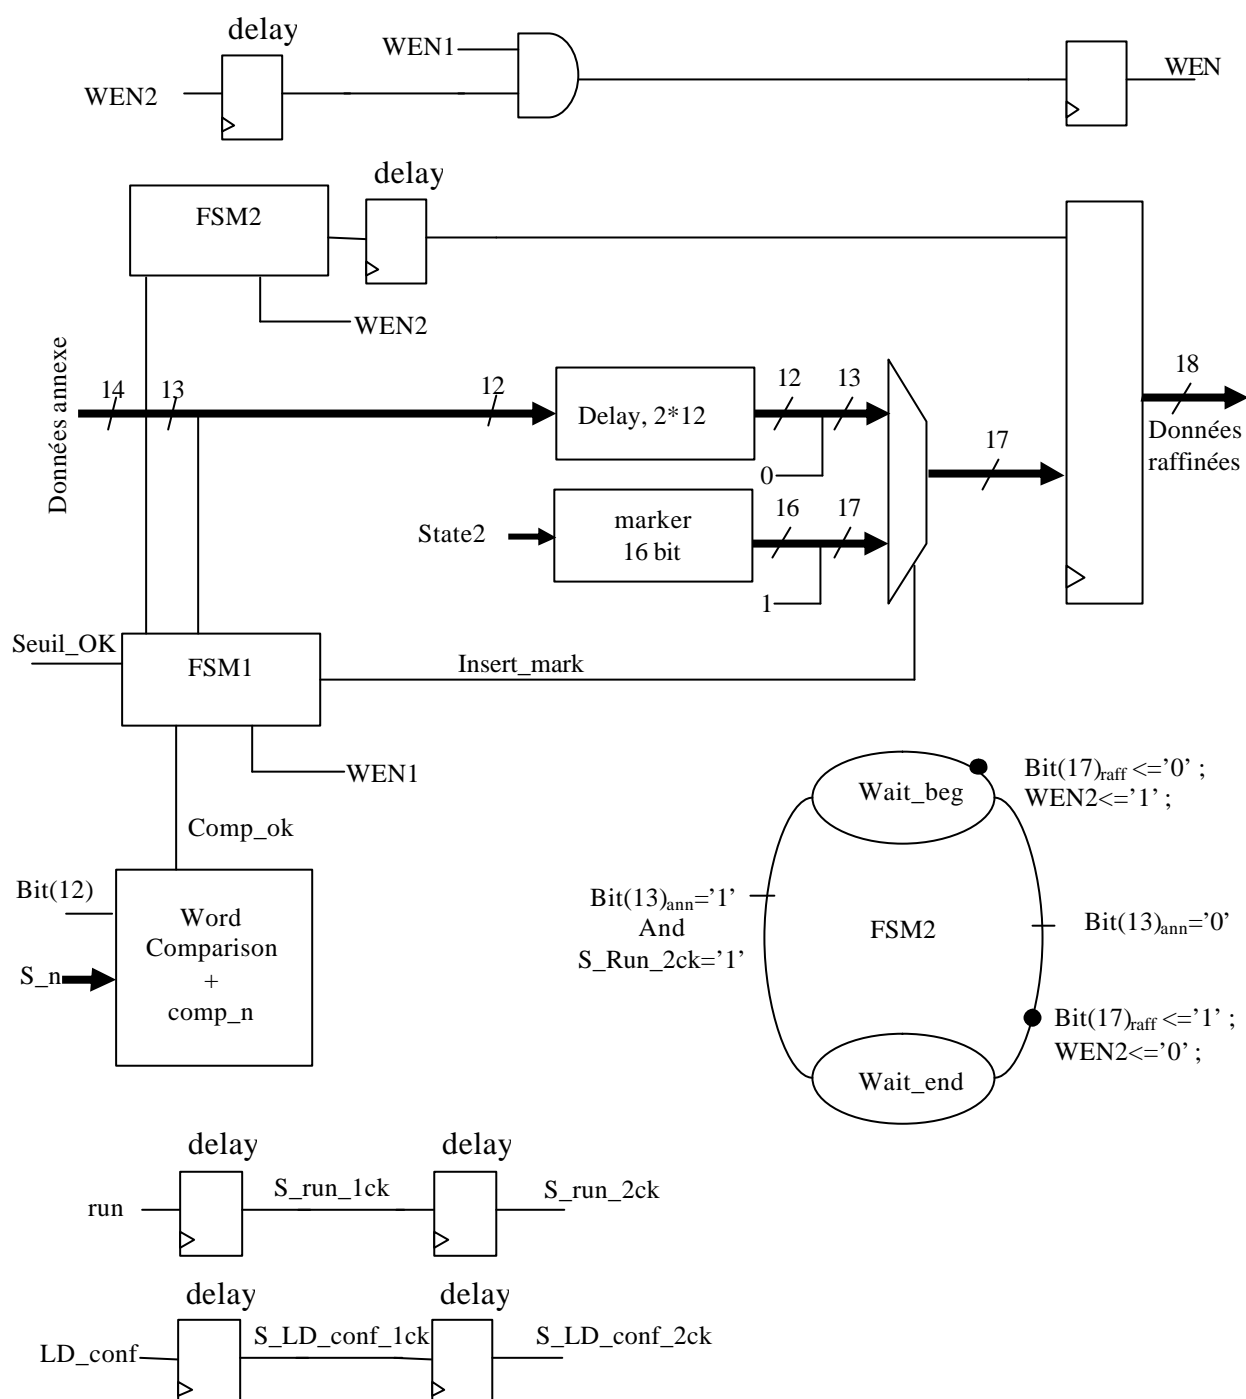 delay
WEN1
WEN
WEN2
delay
FSM2
WEN2
Données annexe
14
13
12
12
13
18
Delay, 2*12
Données
raffinées
0
17
State2
marker
16 bit
16
17
1
Seuil_OK
FSM1
Insert_mark
WEN1
Wait_beg
Bit(17)raff <=’0’ ;
WEN2<=’1’ ;
Comp_ok
Bit(12)
Word
Comparison
+
comp_n
S_n
Bit(13)ann=’1’
And
S_Run_2ck=’1’
FSM2
Bit(13)ann=’0’
Bit(17)raff <=’1’ ;
WEN2<=’0’ ;
Wait_end
delay
delay
run
S_run_1ck
S_run_2ck
delay
delay
LD_conf
S_LD_conf_1ck
S_LD_conf_2ck